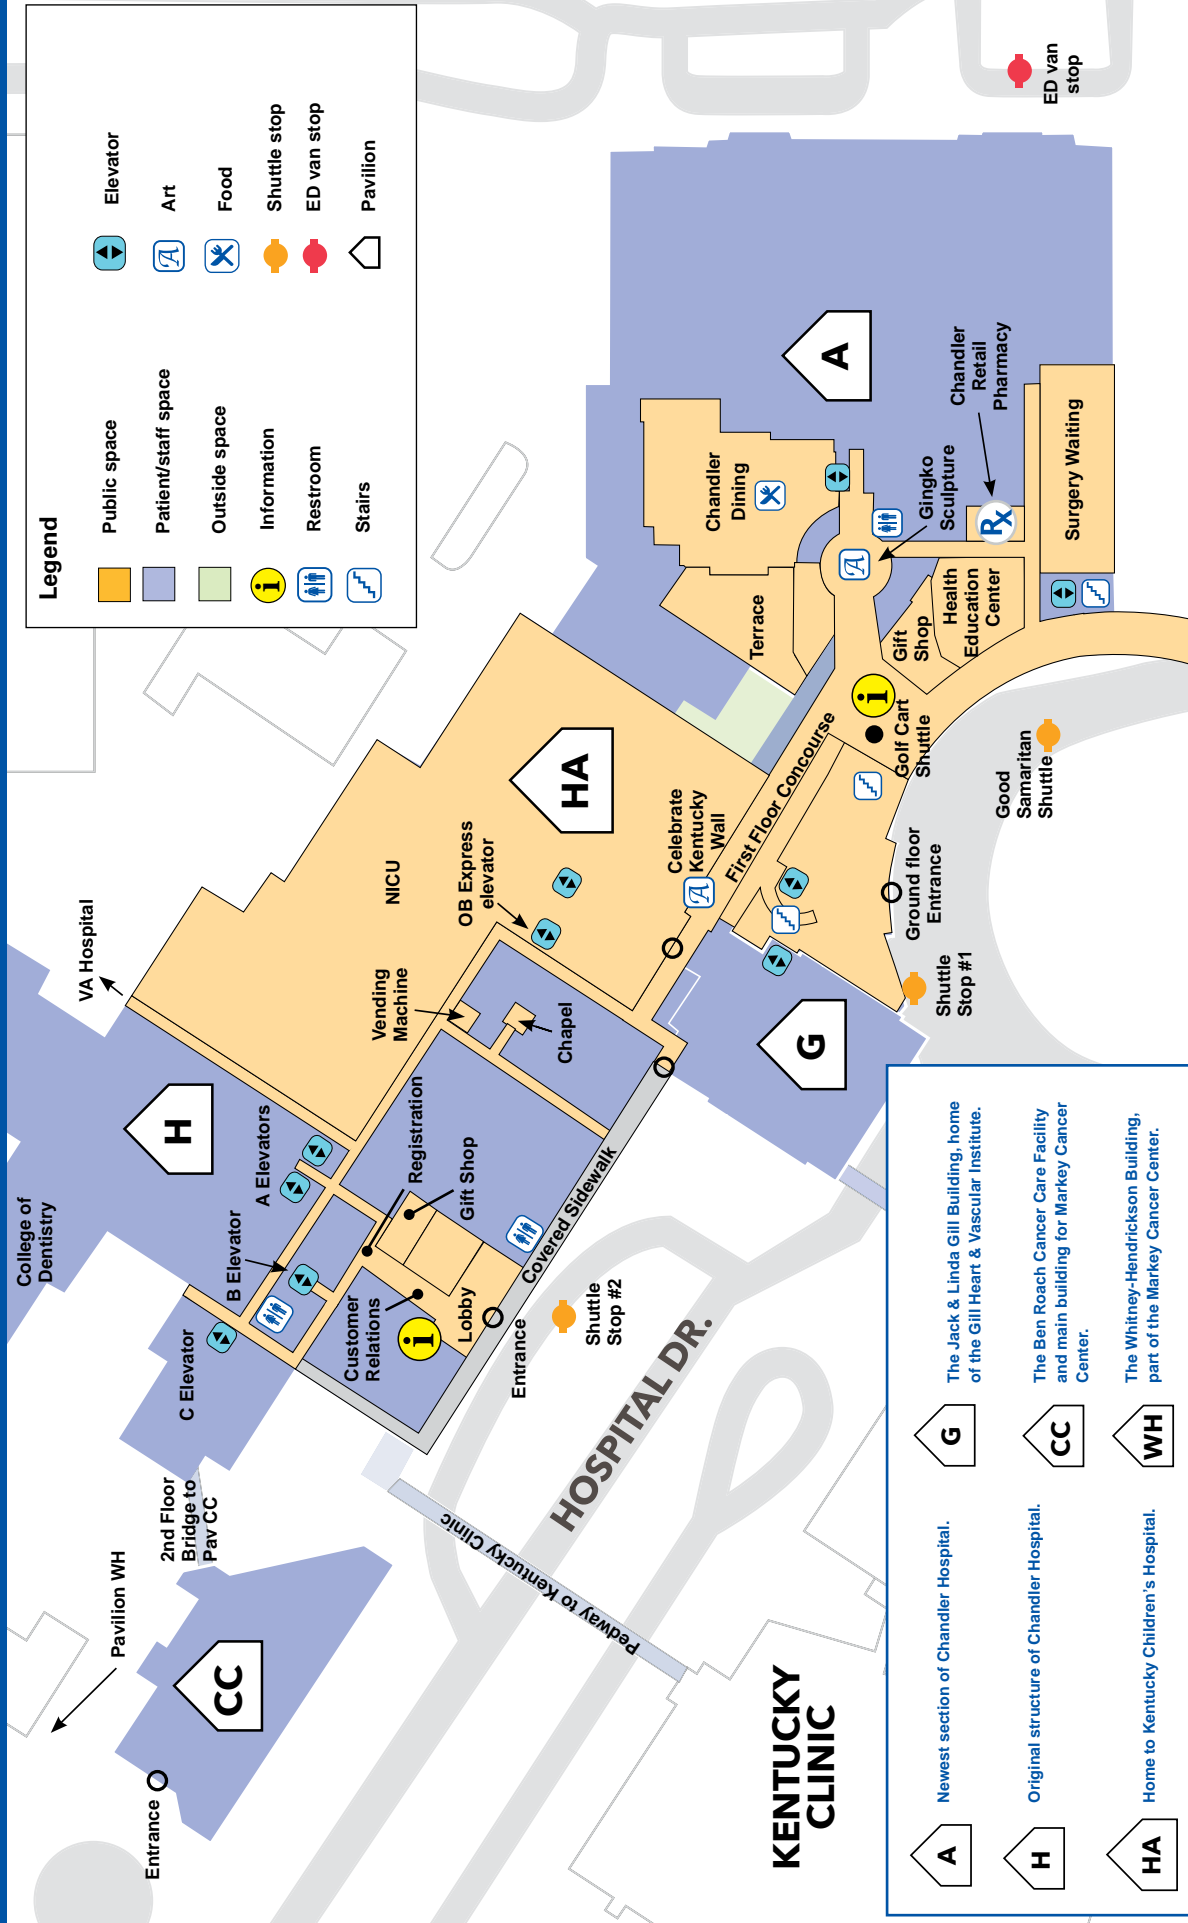 Legend
Public space
Patient/staff space
Outside space
Information
Restroom
Stairs
Elevator
Art
Food
Shuttle stop
ED van stop
Pavilion
ED van
stop
College of
Dentistry
VA Hospital
H
A Elevators
B Elevator
C Elevator
2nd Floor
Bridge to
Pav CC
Pavilion WH
CC
Entrance
NICU
HA
OB Express
elevator
Vending
Machine
Chapel
Registration
Gift Shop
Customer
Relations
i
Lobby
Entrance
Covered Sidewalk
Shuttle
Stop #2
HOSPITAL DR.
Pedway to Kentucky Clinic
KENTUCKY
CLINIC
Celebrate
Kentucky
Wall
A
First Floor Concourse
G
Shuttle
Stop #1
Ground floor
Entrance
Golf Cart
Shuttle
i
Good
Samaritan
Shuttle
Terrace
Chandler
Dining
A
A
Gingko
Sculpture
Gift
Shop
Health
Education
Center
Chandler
Retail
Pharmacy
Rx
Surgery Waiting
A
Newest section of Chandler Hospital.
H
Original structure of Chandler Hospital.
HA
Home to Kentucky Children's Hospital.
G
The Jack & Linda Gill Building, home
of the Gill Heart & Vascular Institute.
CC
The Ben Roach Cancer Care Facility
and main building for Markey Cancer
Center.
WH
The Whitney-Hendrickson Building,
part of the Markey Cancer Center.